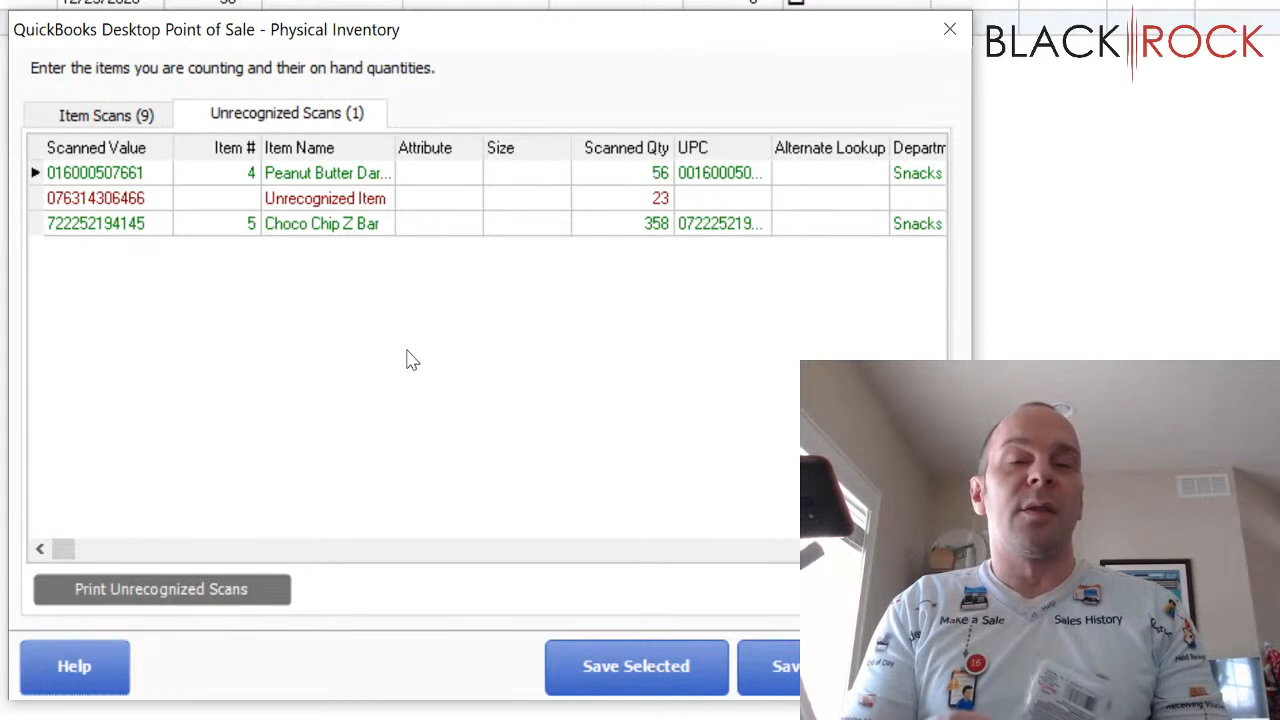 QuickBooks Desktop Point of Sale - Physical Inventory
BLACK ROCK
Enter the items you are counting and their on hand quantities.
Item Scans (9) Unrecognized Scans (1)
Scanned Value Item # Item Name Attribute Size Scanned Qty UPC Alternate Lookup Departm
016000507661 4 Peanut Butter Dar... 56 001600050... Snacks
076314306466 Unrecognized Item 23
722252194145 5 Choco Chip Z Bar 358 072225219... Snacks
Print Unrecognized Scans
Help Save Selected Sav
Help
Make a Sale Sales History
16